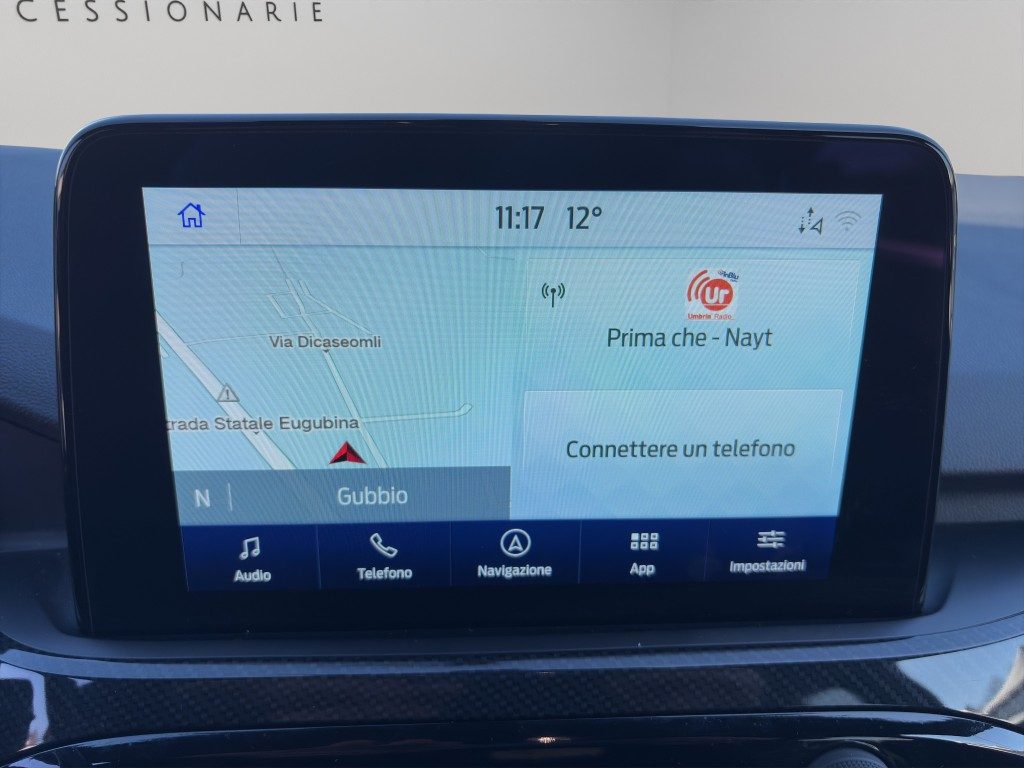 CESSIONARIE
11:17 12°
Via Dicaseomli
trada Statale Eugubina
N Gubbio
Ur
Umbria Radio
Prima che - Nayt
Connettere un telefono
Audio Telefono Navigazione App Impostazioni